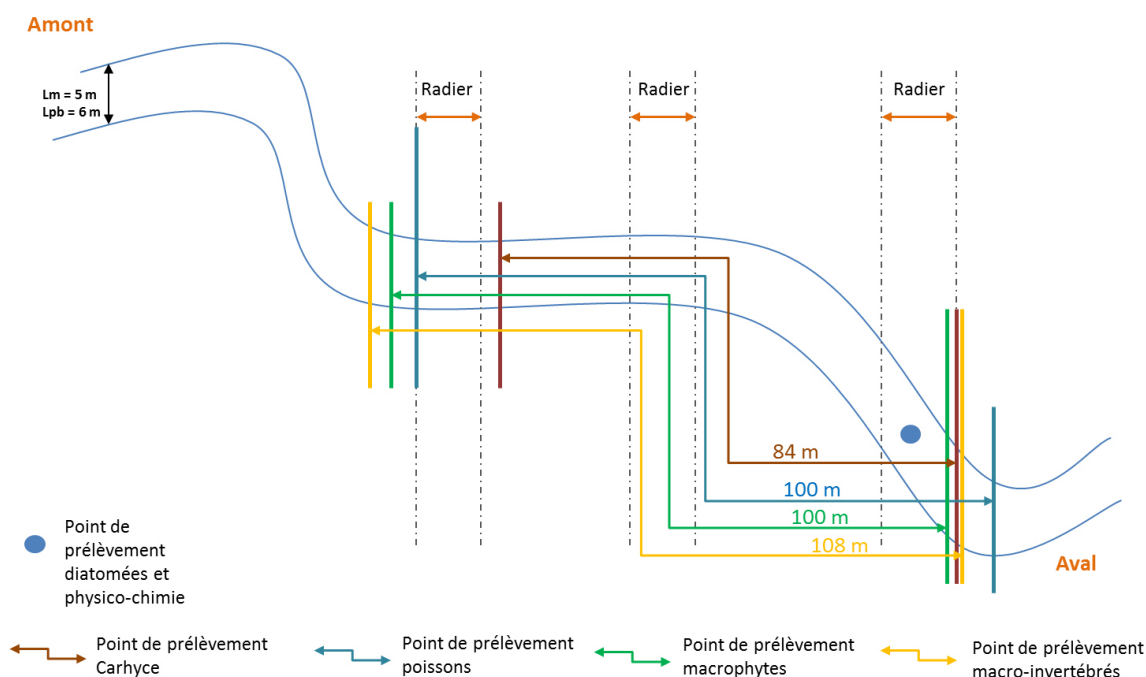 Amont
Lm = 5 m
Lpb = 6 m
Radier
Radier
Radier
84 m
100 m
100 m
108 m
Aval
Point de
prélèvement
diatomées et
physico-chimie
Point de prélèvement
Carhyce
Point de prélèvement
poissons
Point de prélèvement
macrophytes
Point de prélèvement
macro-invertébrés